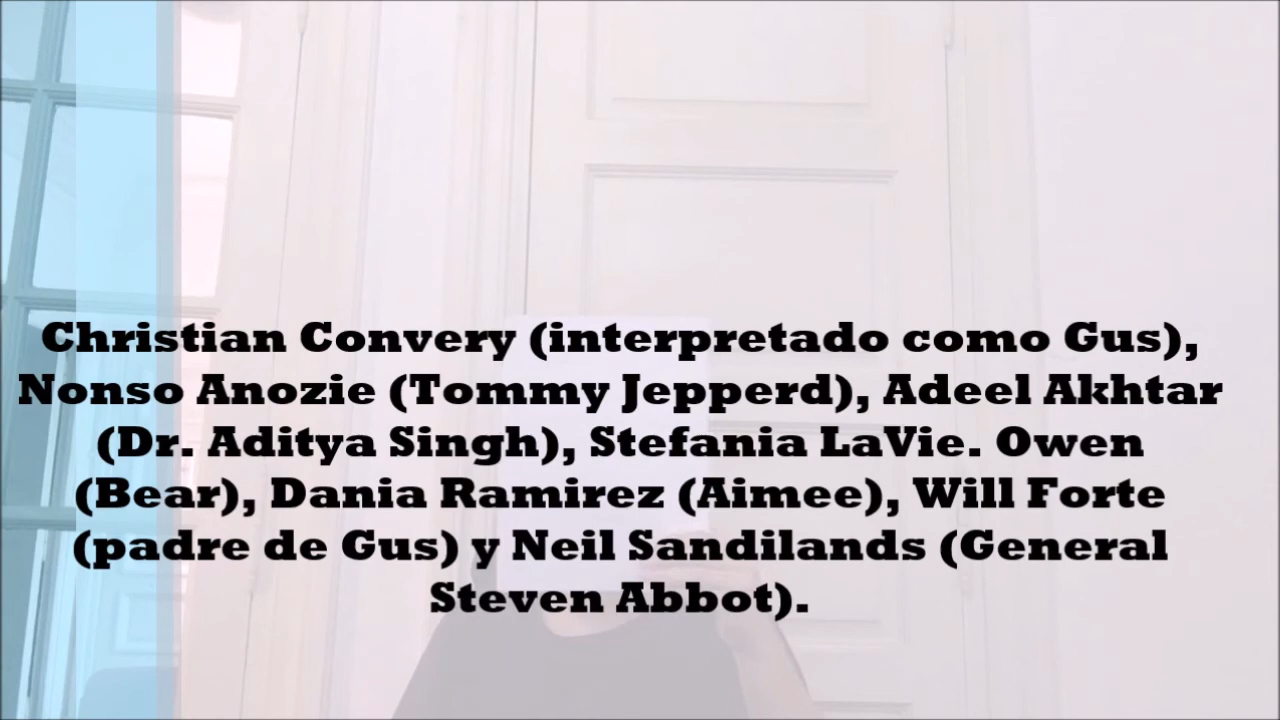 Christian Convery (interpretado como Gus),
Nonso Anozie (Tommy Jepperd), Adeel Akhtar
(Dr. Aditya Singh), Stefania LaVie. Owen
(Bear), Dania Ramirez (Aimee), Will Forte
(padre de Gus) y Neil Sandilands (General
Steven Abbot).